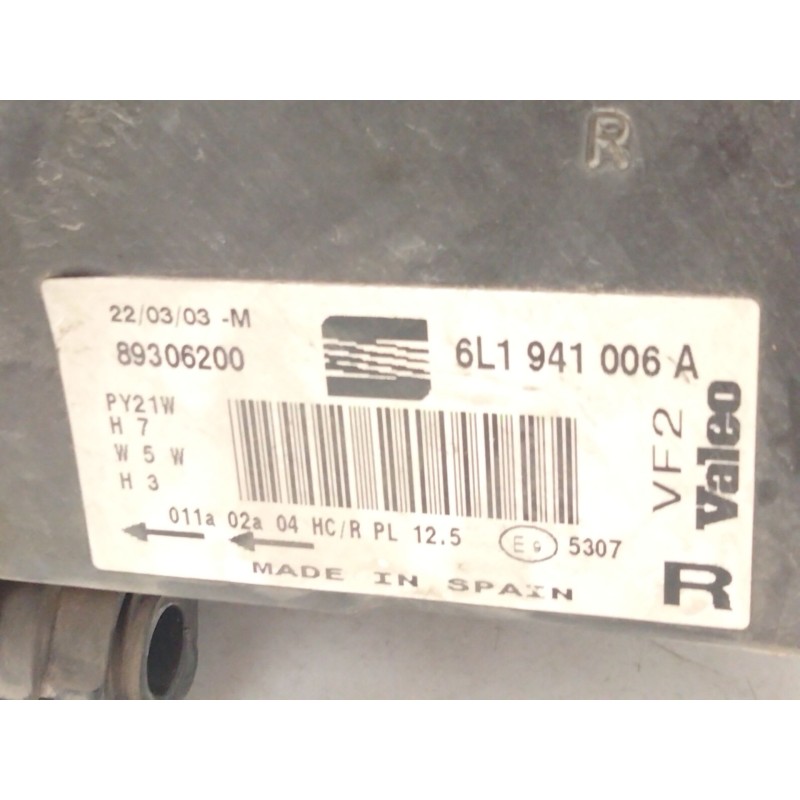 R
22/03/03 -M
89306200
6L1 941 006 A
PY21W
H 7
W 5 W
H 3
VF2
Valeo
011a 02a 04 HC/R PL 12.5
E9 5307
R
MADE IN SPAIN